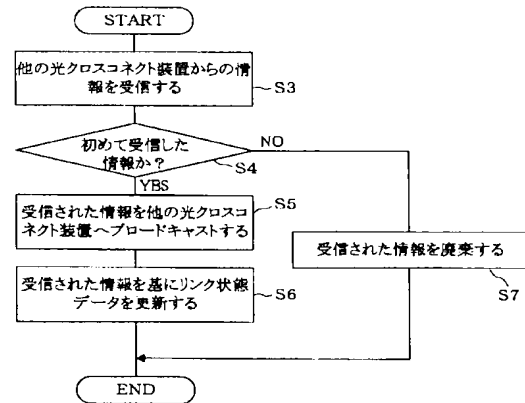 START
他の光クロスコネクト装置からの情
報を受信する
S3
初めて受信した
情報か？
NO
S4
YBS
受信された情報を他の光クロスコ
ネクト装置へブロードキャストする
S5
受信された情報を廃棄する
S7
受信された情報を基にリンク状態
データを更新する
S6
END